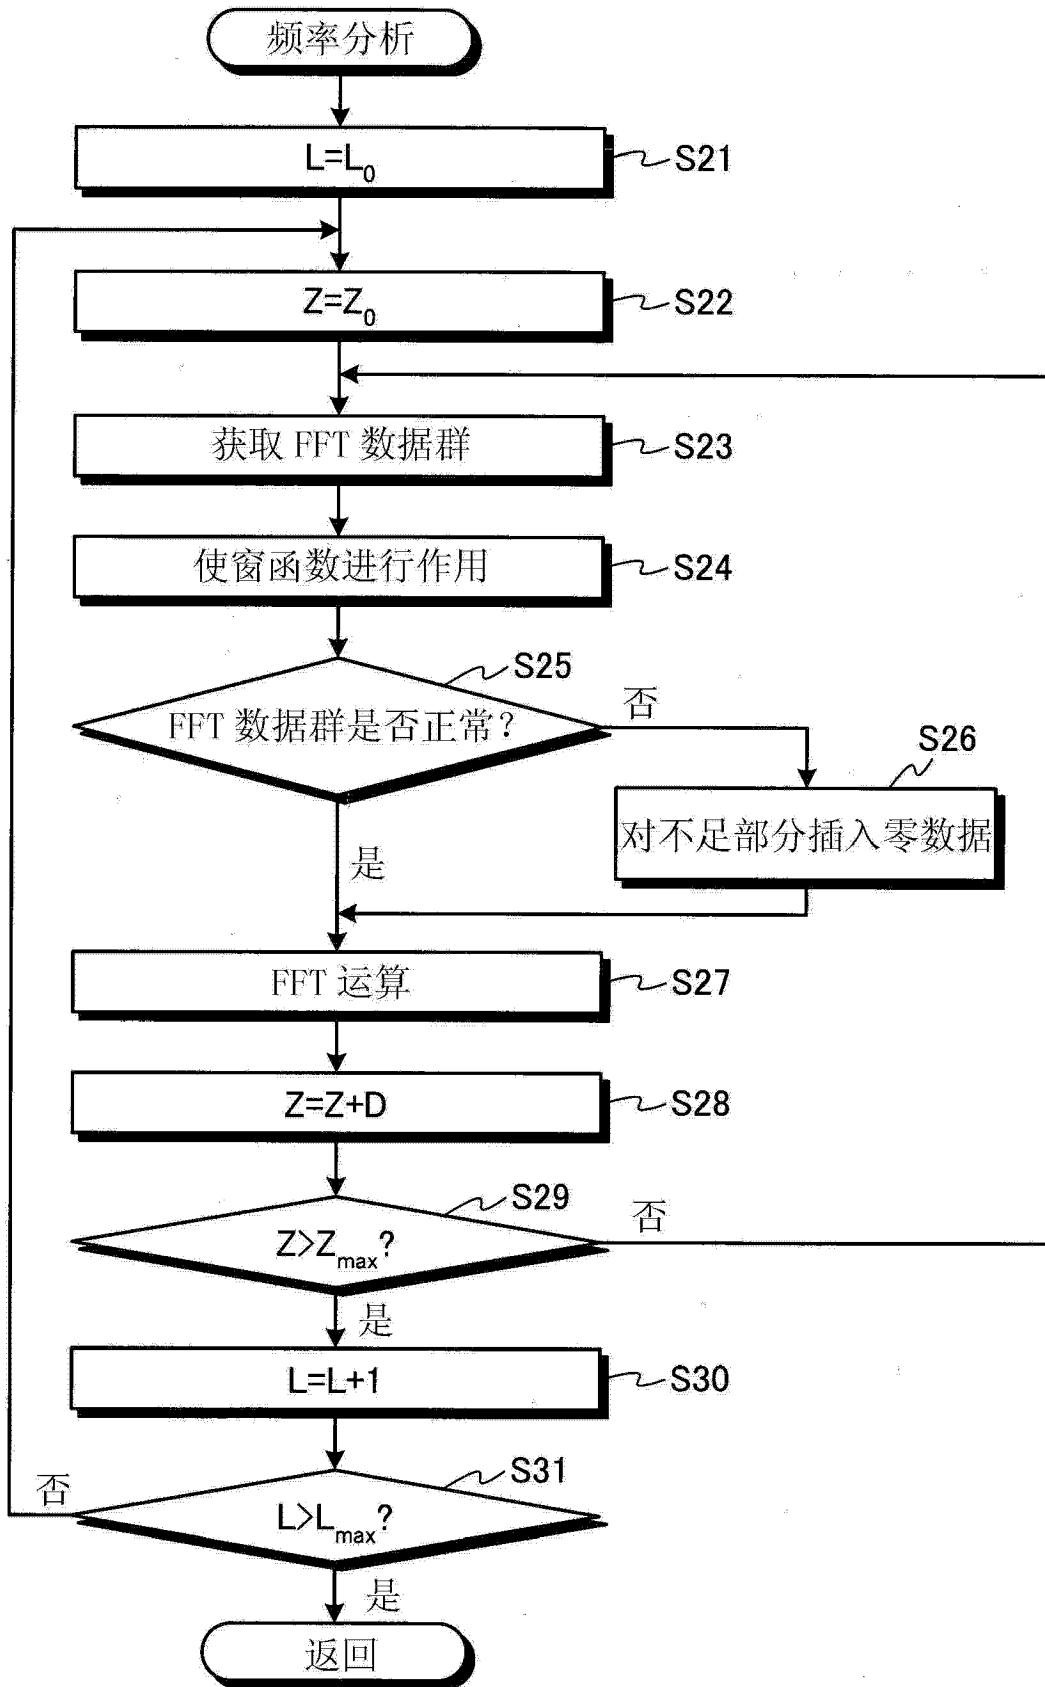 频率分析
L=L0
S21
Z=Z0
S22
获取 FFT 数据群
S23
使窗函数进行作用
S24
S25
FFT 数据群是否正常?
否
S26
对不足部分插入零数据
是
FFT 运算
S27
Z=Z+D
S28
S29
Z>Zmax?
否
是
L=L+1
S30
S31
否
L>Lmax?
是
返回